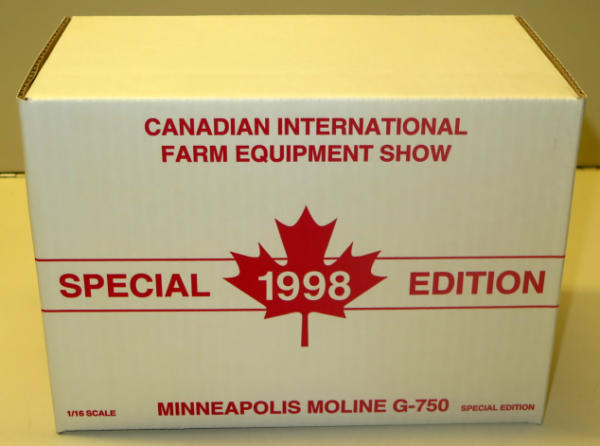 CANADIAN INTERNATIONAL
FARM EQUIPMENT SHOW
SPECIAL 1998 EDITION
1/16 SCALE MINNEAPOLIS MOLINE G-750 SPECIAL EDITION